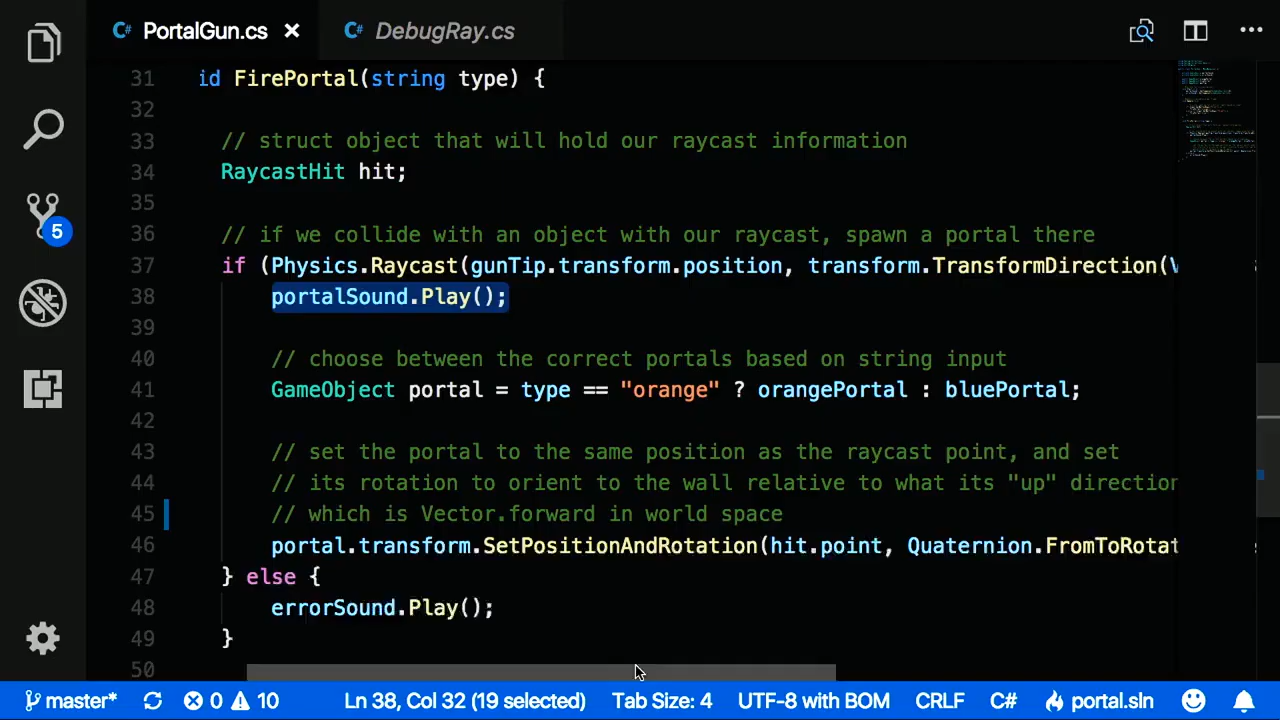 C# PortalGun.cs
C# DebugRay.cs
31 id FirePortal(string type) {
32
33 // struct object that will hold our raycast information
34 RaycastHit hit;
35
36 // if we collide with an object with our raycast, spawn a portal there
37 if (Physics.Raycast(gunTip.transform.position, transform.TransformDirection(V
38 portalSound.Play();
39
40 // choose between the correct portals based on string input
41 GameObject portal = type == "orange" ? orangePortal : bluePortal;
42
43 // set the portal to the same position as the raycast point, and set
44 // its rotation to orient to the wall relative to what its "up" direction
45 // which is Vector.forward in world space
46 portal.transform.SetPositionAndRotation(hit.point, Quaternion.FromToRotat
47 } else {
48 errorSound.Play();
49 }
50
5
master* 0 10 Ln 38, Col 32 (19 selected) Tab Size: 4 UTF-8 with BOM CRLF C# portal.sln